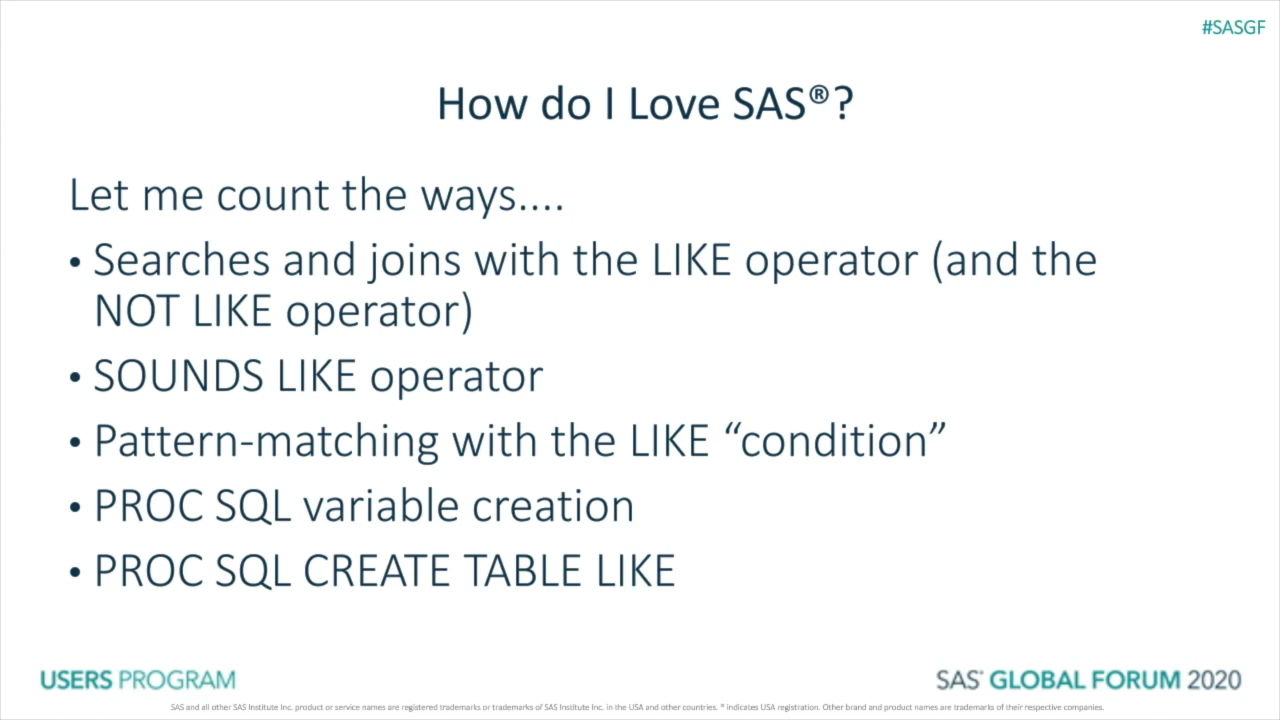 #SASGF
How do I Love SAS®?
Let me count the ways....
• Searches and joins with the LIKE operator (and the
NOT LIKE operator)
• SOUNDS LIKE operator
• Pattern-matching with the LIKE “condition”
• PROC SQL variable creation
• PROC SQL CREATE TABLE LIKE
USERS PROGRAM
SAS® GLOBAL FORUM 2020
SAS and all other SAS Institute Inc. product or service names are registered trademarks or trademarks of SAS Institute Inc. in the USA and other countries. ® indicates USA registration. Other brand and product names are trademarks of their respective companies.